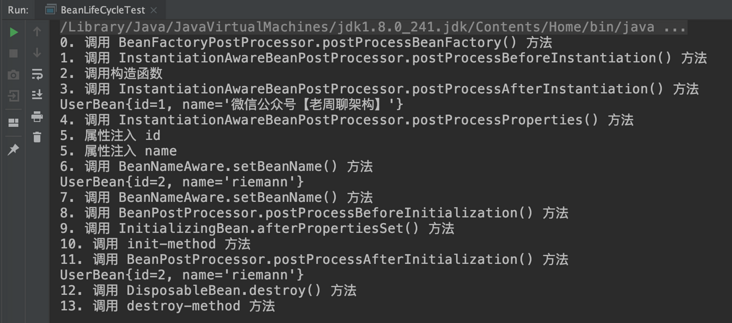 Run: BeanLifeCycleTest ×
/Library/Java/JavaVirtualMachines/jdk1.8.0_241.jdk/Contents/Home/bin/java ...
0. 调用 BeanFactoryPostProcessor.postProcessBeanFactory() 方法
1. 调用 InstantiationAwareBeanPostProcessor.postProcessBeforeInstantiation() 方法
2. 调用构造函数
3. 调用 InstantiationAwareBeanPostProcessor.postProcessAfterInstantiation() 方法
UserBean{id=1, name='微信公众号【老周聊架构】'}
4. 调用 InstantiationAwareBeanPostProcessor.postProcessProperties() 方法
5. 属性注入 id
5. 属性注入 name
6. 调用 BeanNameAware.setBeanName() 方法
UserBean{id=2, name='riemann'}
7. 调用 BeanNameAware.setBeanName() 方法
8. 调用 BeanPostProcessor.postProcessBeforeInitialization() 方法
9. 调用 InitializingBean.afterPropertiesSet() 方法
10. 调用 init-method 方法
11. 调用 BeanPostProcessor.postProcessAfterInitialization() 方法
UserBean{id=2, name='riemann'}
12. 调用 DisposableBean.destroy() 方法
13. 调用 destroy-method 方法